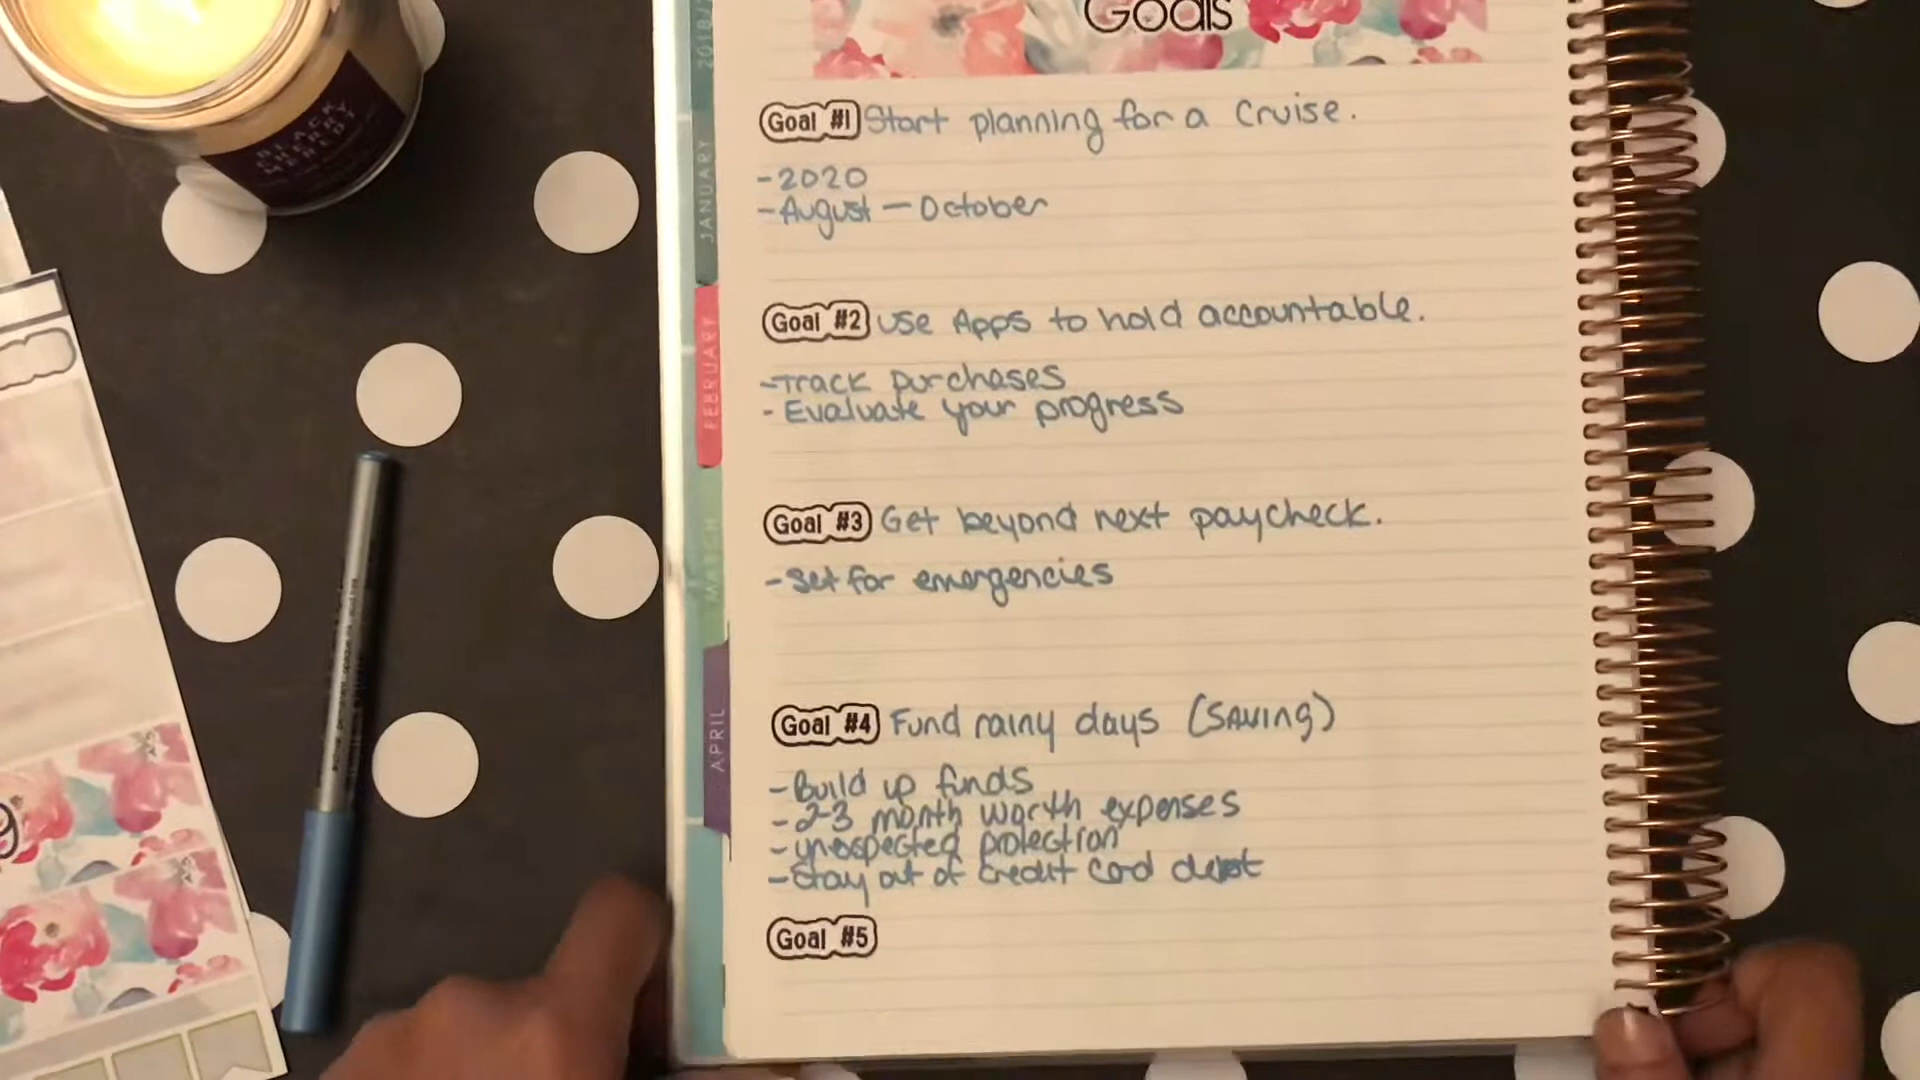 Goals
Goal #1 Start planning for a Cruise.
-2020
-August - October
Goal #2 Use Apps to hold accountable.
-Track purchases
-Evaluate your progress
Goal #3 Get beyond next paycheck.
-Set for emergencies
Goal #4 Fund rainy days (SAVING)
-Build up funds
-2-3 month worth expenses
-unexpected protection
-Stay out of credit card debt
Goal #5
JANUARY
FEBRUARY
MARCH
APRIL
BLACK
CHERRY
MERLOT